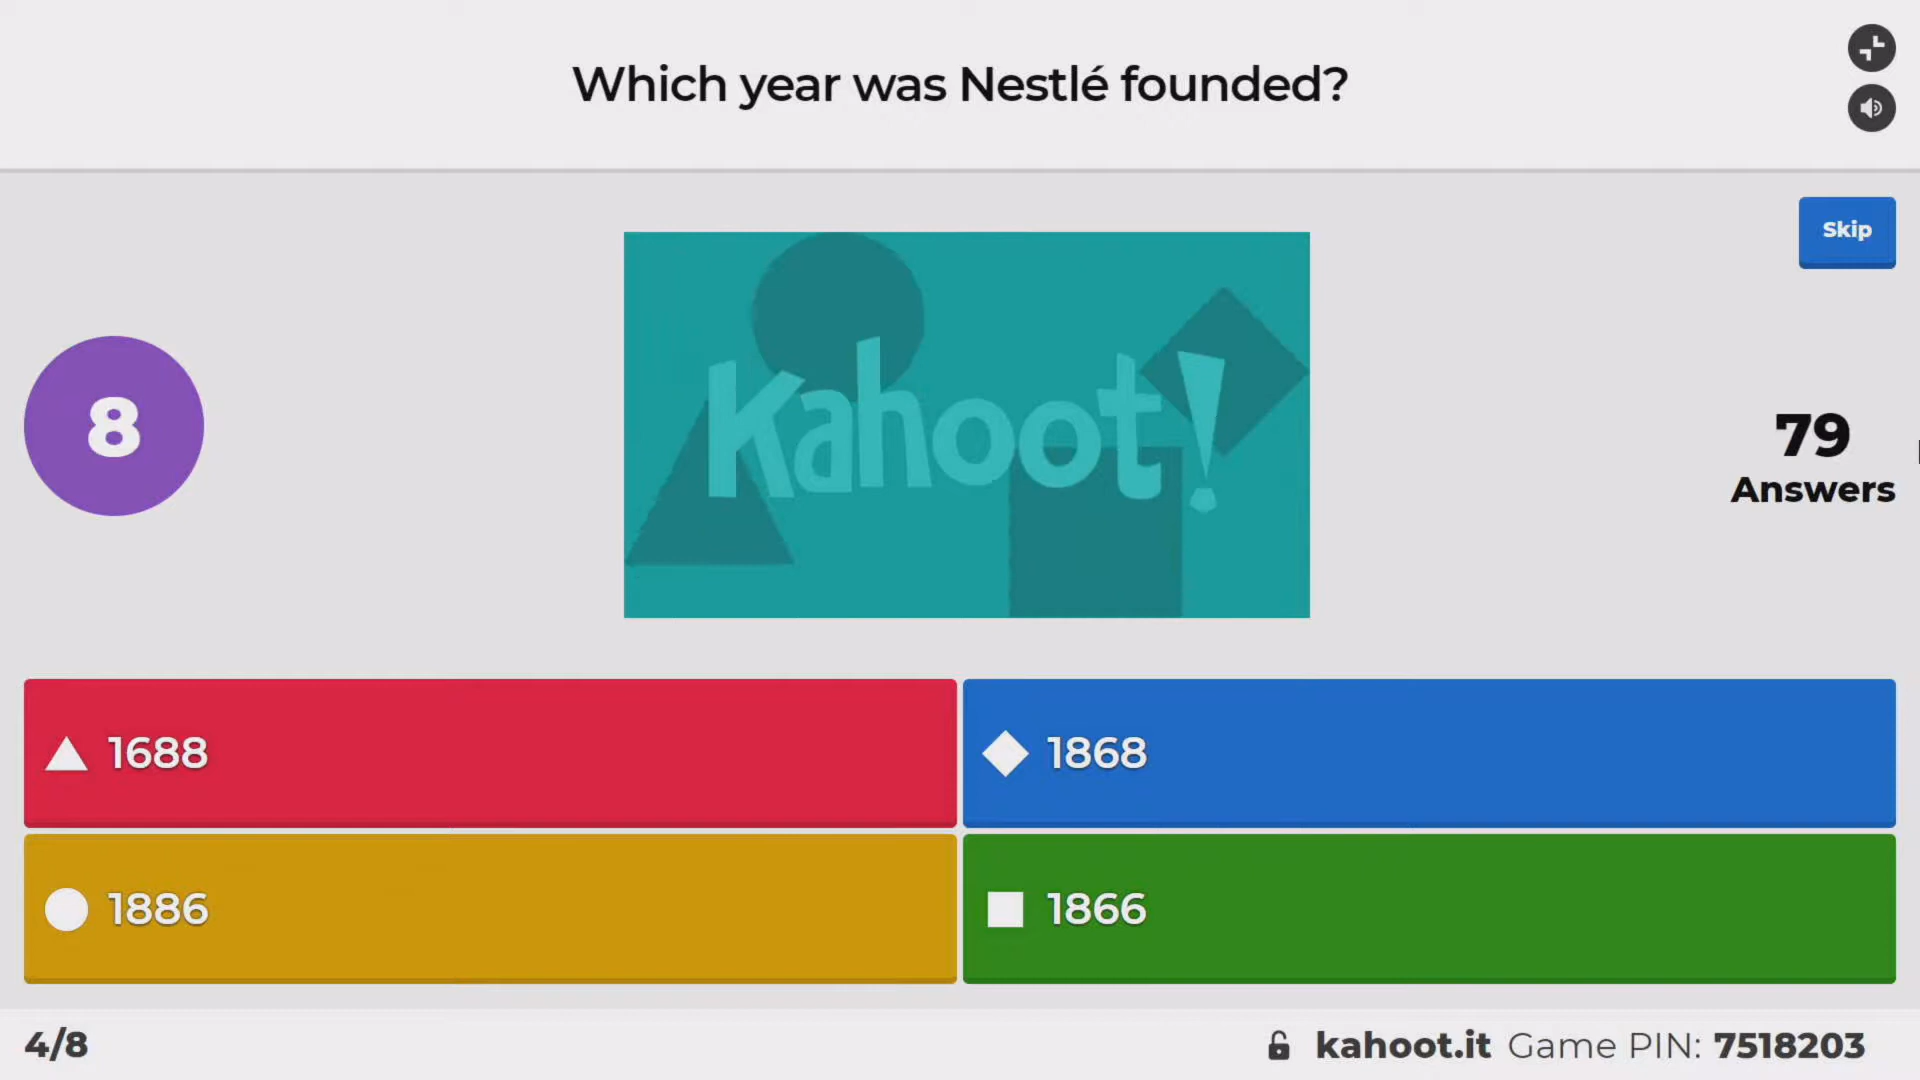 Which year was Nestlé founded?
Skip
8
Kahoot!
79
Answers
1688
1868
1886
1866
4/8
kahoot.it Game PIN: 7518203